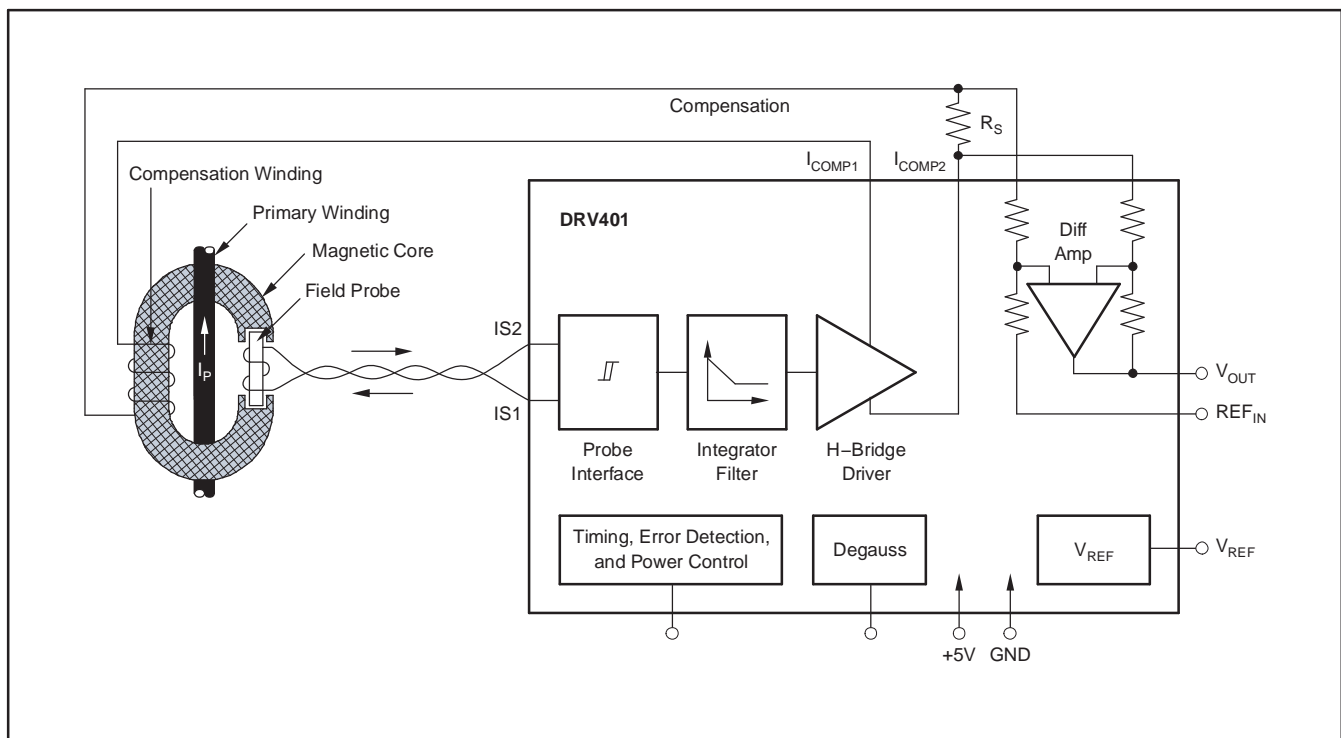 Compensation
R_S
I_COMP1
I_COMP2
Compensation Winding
DRV401
Primary Winding
Diff
Amp
Magnetic Core
Field Probe
IS2
I_P
V_OUT
IS1
REF_IN
Probe
Interface
Integrator
Filter
H−Bridge
Driver
Timing, Error Detection,
and Power Control
Degauss
V_REF
V_REF
+5V
GND